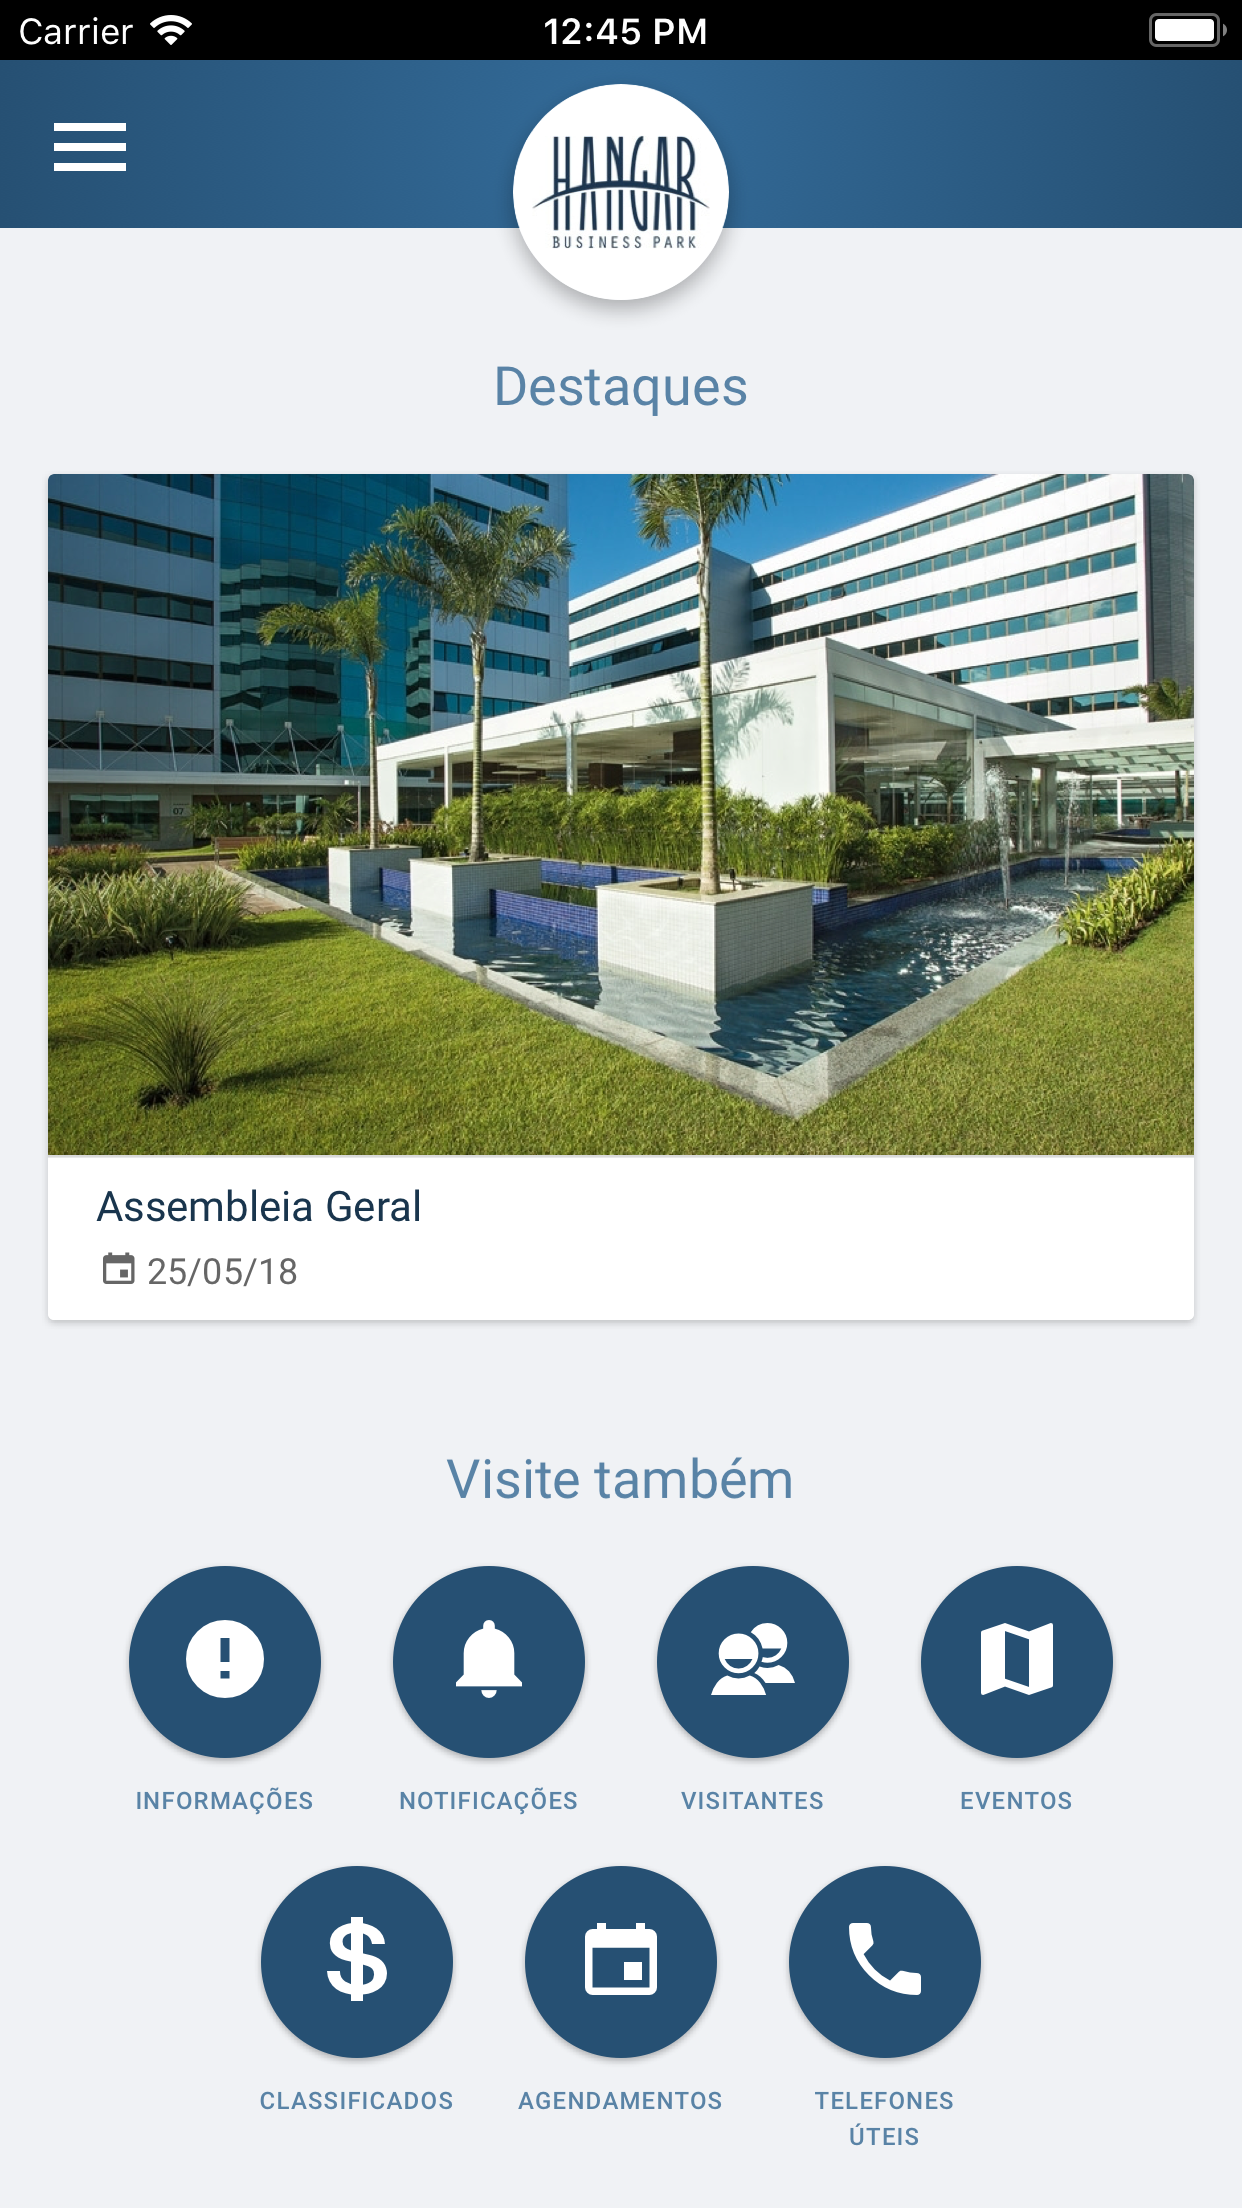 Carrier
12:45 PM
HANGAR
BUSINESS PARK
Destaques
07
Assembleia Geral
25/05/18
Visite também
INFORMAÇÕES
NOTIFICAÇÕES
VISITANTES
EVENTOS
CLASSIFICADOS
AGENDAMENTOS
TELEFONES
ÚTEIS